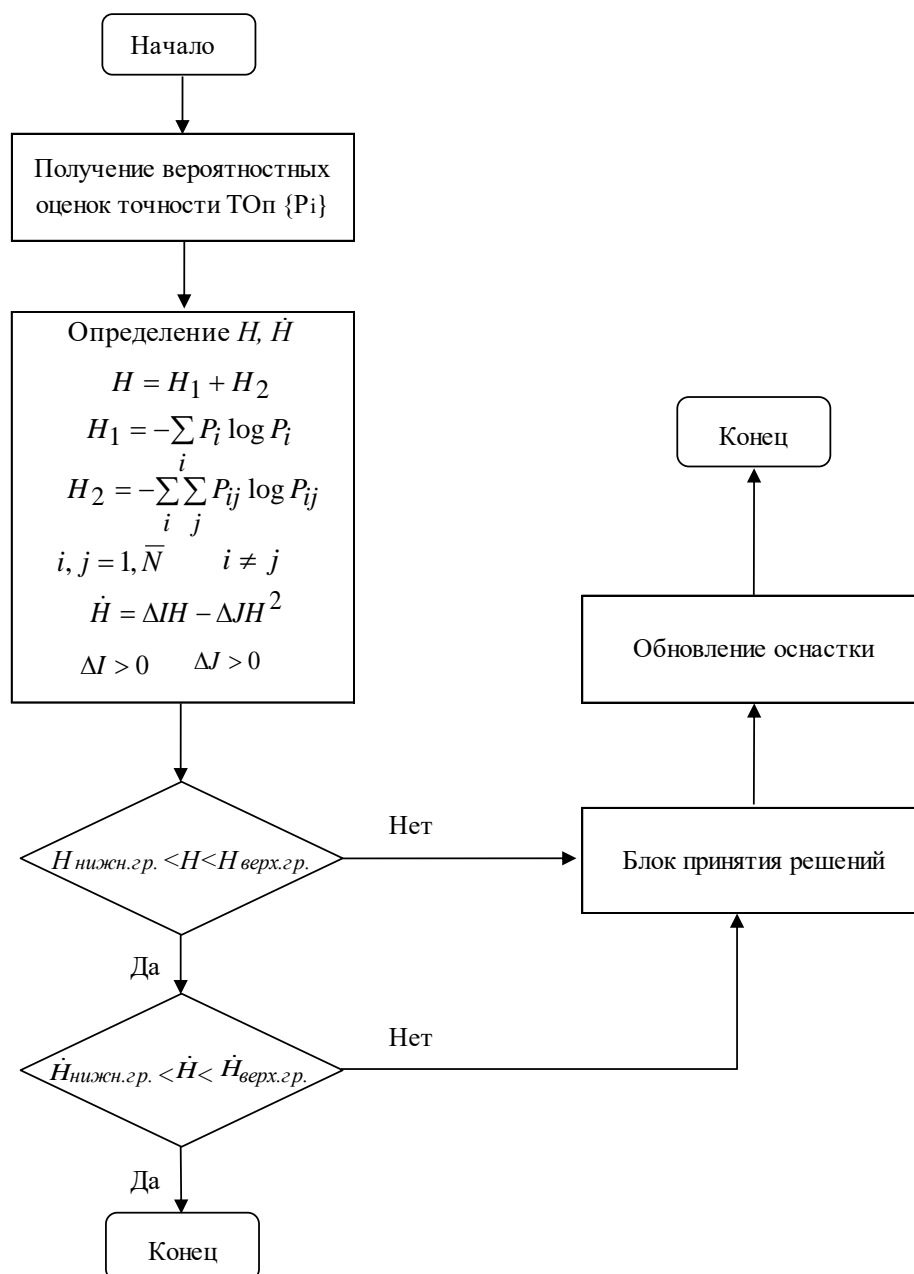 Начало
Получение вероятностных
оценок точности ТОп {Pi}
Определение H, Ḣ
H = H₁ + H₂
H₁ = −∑ᵢ Pᵢ log Pᵢ
H₂ = −∑ᵢ ∑ⱼ Pᵢⱼ log Pᵢⱼ
i, j = 1, N̅ i ≠ j
Ḣ = ΔIH − ΔJH²
ΔI > 0 ΔJ > 0
H нижн.гр. <H<H верх.гр.
Нет
Да
Ḣнижн.гр. <Ḣ< Ḣверх.гр.
Нет
Да
Конец
Блок принятия решений
Обновление оснастки
Конец